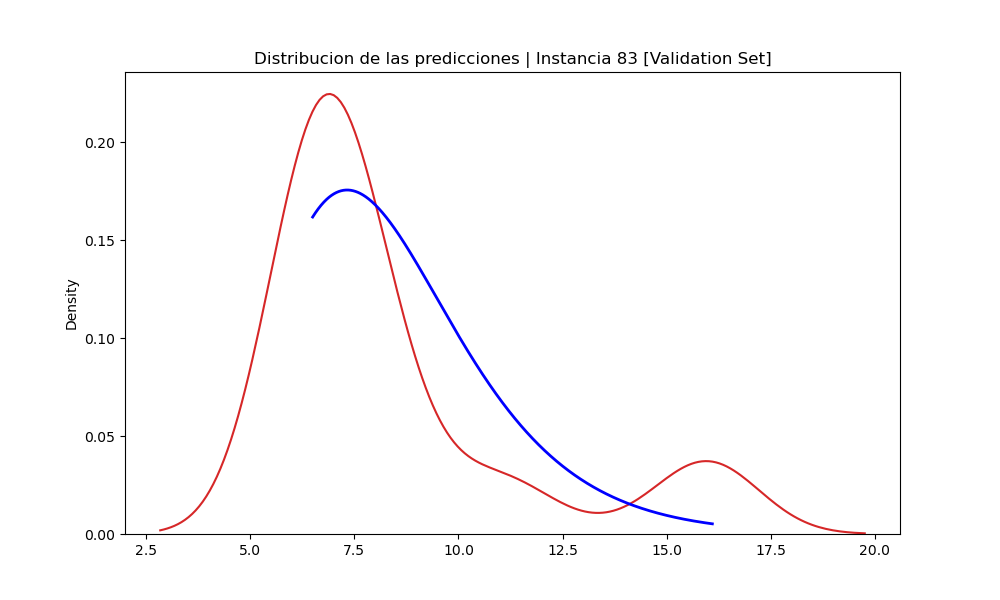 Distribucion de las predicciones | Instancia 83 [Validation Set]
Density
0.20
0.15
0.10
0.05
0.00
2.5 5.0 7.5 10.0 12.5 15.0 17.5 20.0